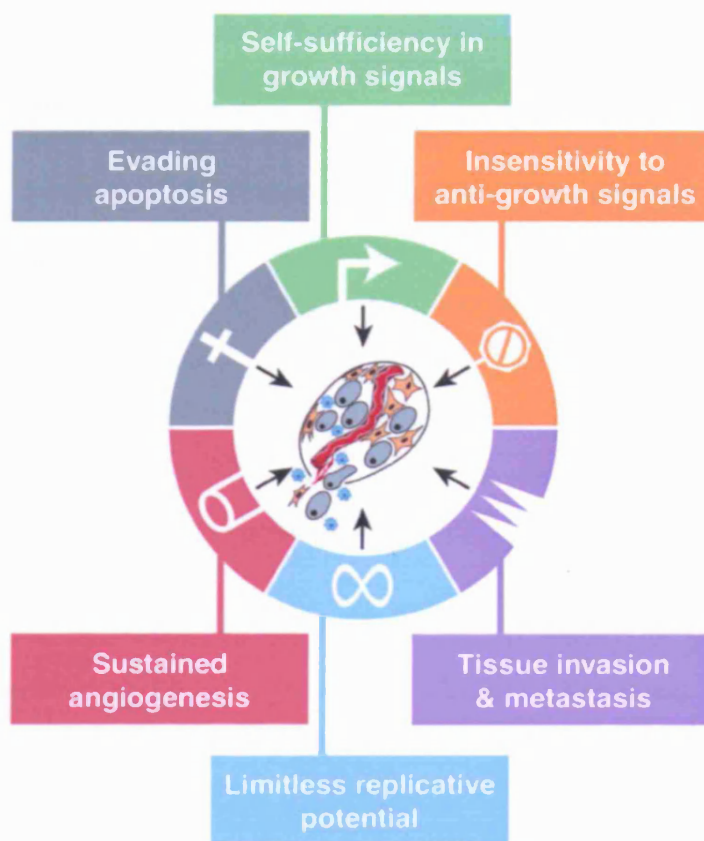 Self-sufficiency in
growth signals
Evading
apoptosis
Insensitivity to
anti-growth signals
Sustained
angiogenesis
Tissue invasion
& metastasis
Limitless replicative
potential